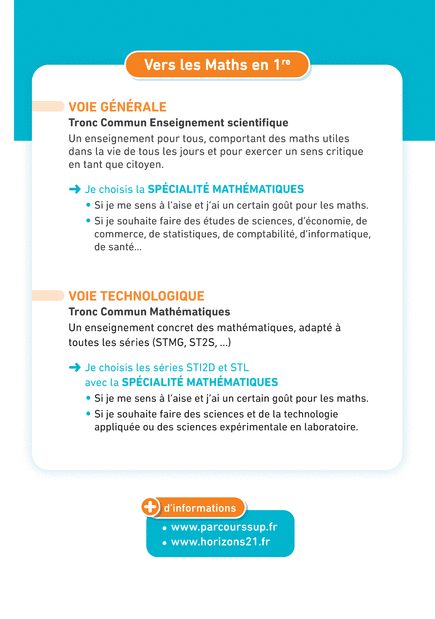 Vers les Maths en 1re
VOIE GÉNÉRALE
Tronc Commun Enseignement scientifique
Un enseignement pour tous, comportant des maths utiles
dans la vie de tous les jours et pour exercer un sens critique
en tant que citoyen.
➜ Je choisis la SPÉCIALITÉ MATHÉMATIQUES
• Si je me sens à l'aise et j'ai un certain goût pour les maths.
• Si je souhaite faire des études de sciences, d'économie, de
commerce, de statistiques, de comptabilité, d'informatique,
de santé...
VOIE TECHNOLOGIQUE
Tronc Commun Mathématiques
Un enseignement concret des mathématiques, adapté à
toutes les séries (STMG, ST2S, ...)
➜ Je choisis les séries STI2D et STL
avec la SPÉCIALITÉ MATHÉMATIQUES
• Si je me sens à l'aise et j'ai un certain goût pour les maths.
• Si je souhaite faire des sciences et de la technologie
appliquée ou des sciences expérimentale en laboratoire.
+ d'informations
• www.parcourssup.fr
• www.horizons21.fr